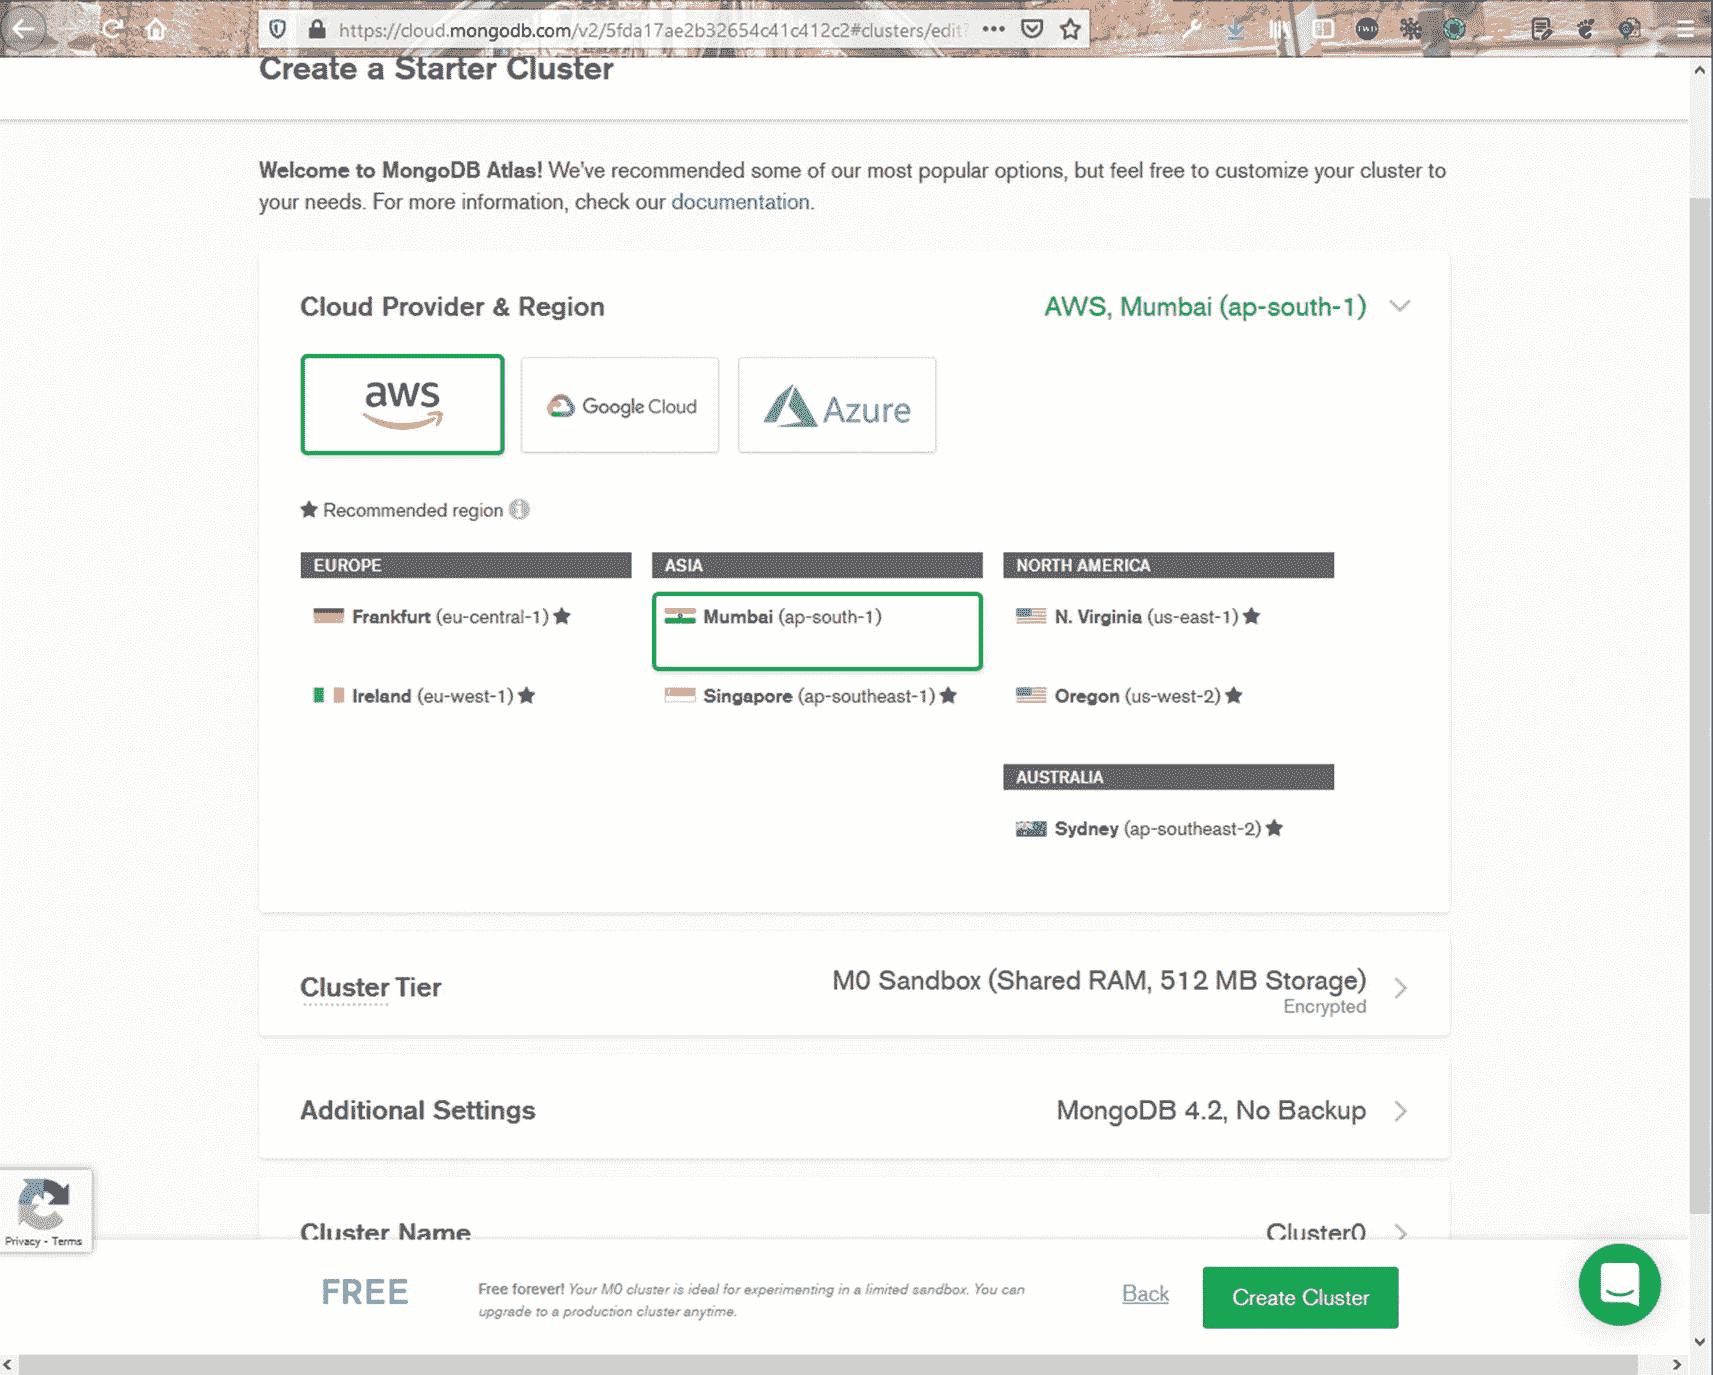 https://cloud.mongodb.com/v2/5fda17ae2b32654c41c412c2#clusters/edit?
Create a Starter Cluster
Welcome to MongoDB Atlas! We've recommended some of our most popular options, but feel free to customize your cluster to
your needs. For more information, check our documentation.
Cloud Provider & Region
AWS, Mumbai (ap-south-1)
aws
Google Cloud
Azure
★ Recommended region
EUROPE
Frankfurt (eu-central-1) ★
Ireland (eu-west-1) ★
ASIA
Mumbai (ap-south-1)
Singapore (ap-southeast-1) ★
NORTH AMERICA
N. Virginia (us-east-1) ★
Oregon (us-west-2) ★
AUSTRALIA
Sydney (ap-southeast-2) ★
Cluster Tier
M0 Sandbox (Shared RAM, 512 MB Storage)
Encrypted
Additional Settings
MongoDB 4.2, No Backup
Cluster Name
Cluster0
Privacy - Terms
FREE
Free forever! Your M0 cluster is ideal for experimenting in a limited sandbox. You can
upgrade to a production cluster anytime.
Back
Create Cluster